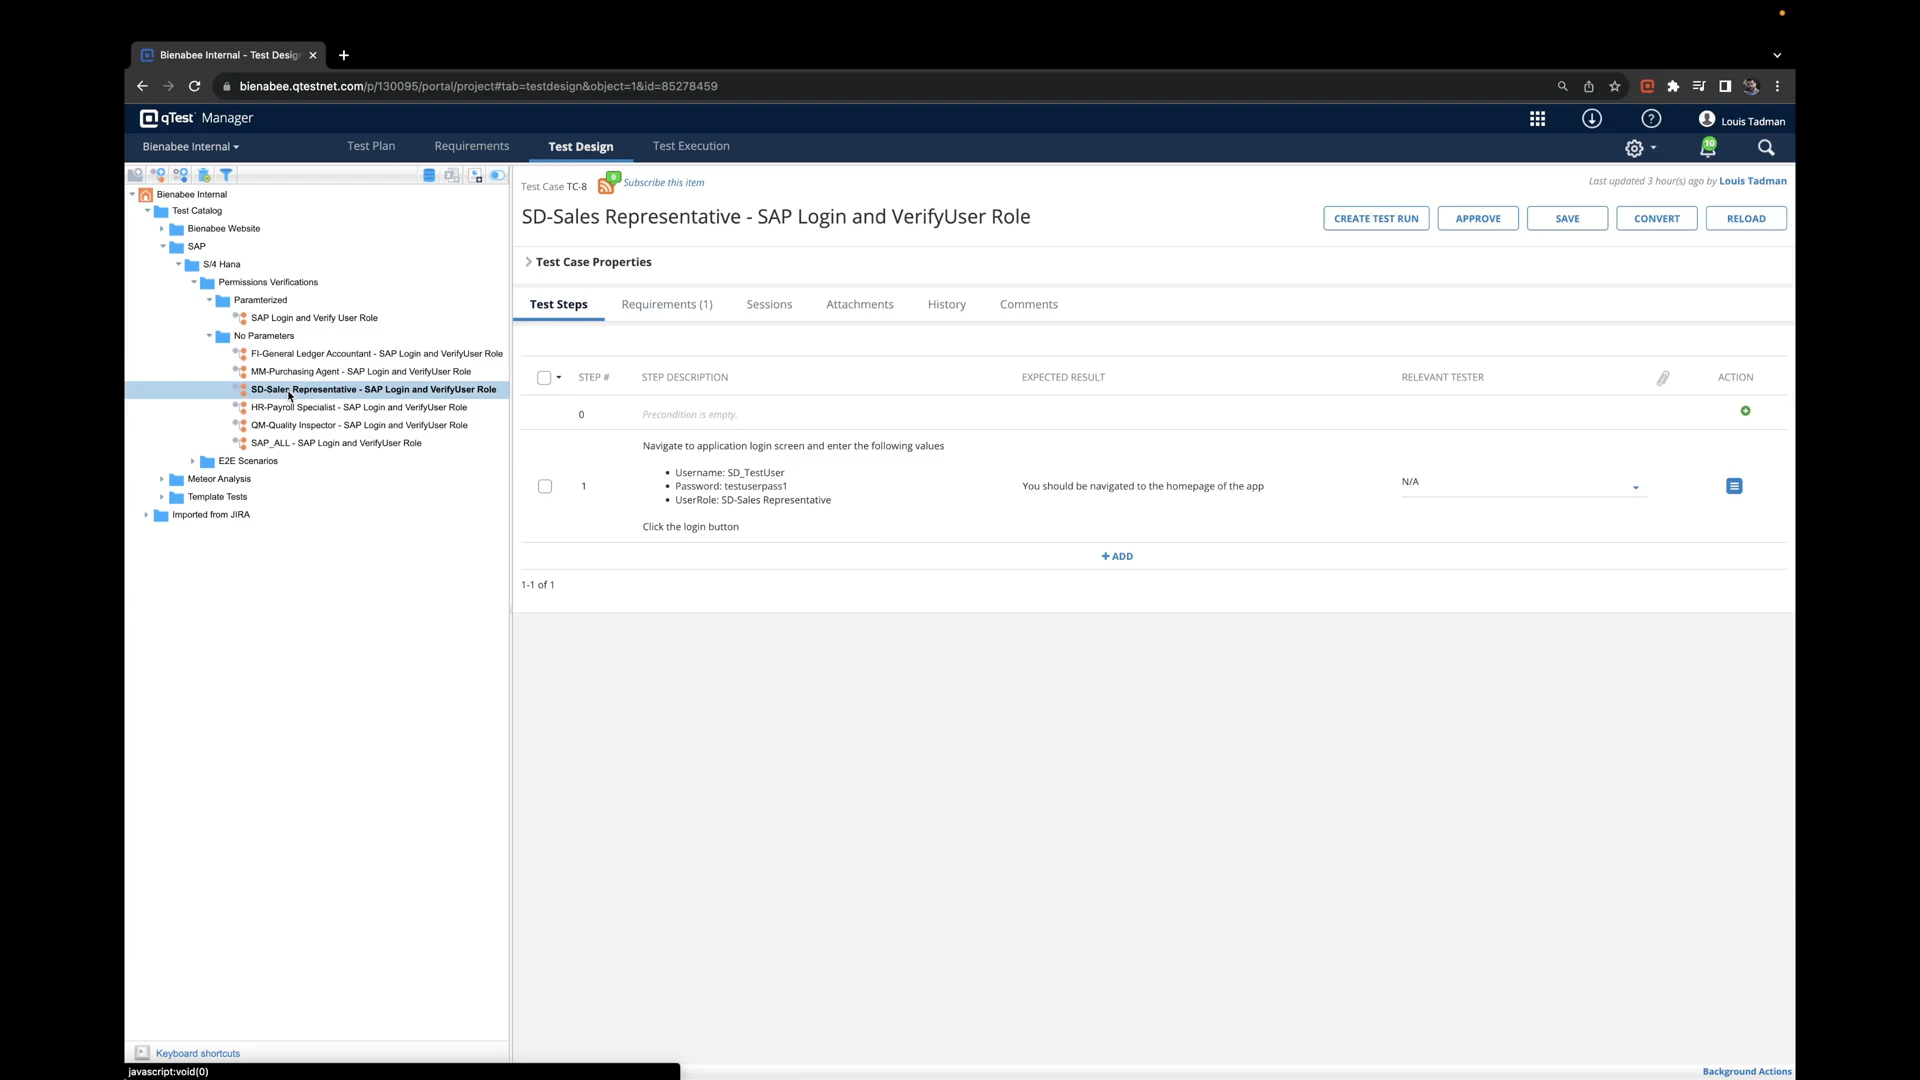 Bienabee Internal - Test Design
bienabee.qtestnet.com/p/130095/portal/project#tab=testdesign&object=1&id=85278459
qTest Manager
Louis Tadman
Bienabee Internal
Test Plan
Requirements
Test Design
Test Execution
10
Bienabee Internal
Test Catalog
Bienabee Website
SAP
S/4 Hana
Permissions Verifications
Paramterized
SAP Login and Verify User Role
No Parameters
FI-General Ledger Accountant - SAP Login and VerifyUser Role
MM-Purchasing Agent - SAP Login and VerifyUser Role
SD-Sales Representative - SAP Login and VerifyUser Role
HR-Payroll Specialist - SAP Login and VerifyUser Role
QM-Quality Inspector - SAP Login and VerifyUser Role
SAP_ALL - SAP Login and VerifyUser Role
E2E Scenarios
Meteor Analysis
Template Tests
Imported from JIRA
Keyboard shortcuts
javascript:void(0)
Test Case TC-8
0
Subscribe this item
Last updated 3 hour(s) ago by Louis Tadman
SD-Sales Representative - SAP Login and VerifyUser Role
CREATE TEST RUN
APPROVE
SAVE
CONVERT
RELOAD
Test Case Properties
Test Steps
Requirements (1)
Sessions
Attachments
History
Comments
STEP #
STEP DESCRIPTION
EXPECTED RESULT
RELEVANT TESTER
ACTION
0
Precondition is empty.
1
Navigate to application login screen and enter the following values
• Username: SD_TestUser
• Password: testuserpass1
• UserRole: SD-Sales Representative
Click the login button
You should be navigated to the homepage of the app
N/A
+ ADD
1-1 of 1
Background Actions